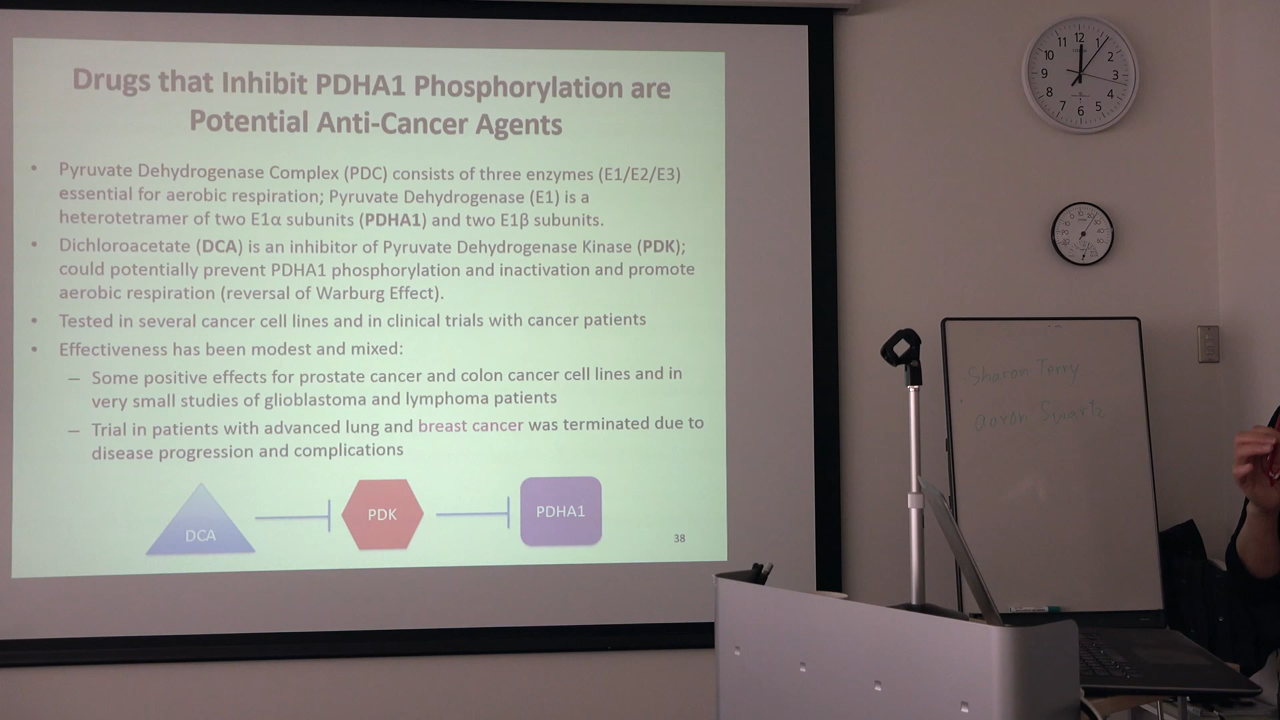 Drugs that Inhibit PDHA1 Phosphorylation are
Potential Anti-Cancer Agents
• Pyruvate Dehydrogenase Complex (PDC) consists of three enzymes (E1/E2/E3)
essential for aerobic respiration; Pyruvate Dehydrogenase (E1) is a
heterotetramer of two E1α subunits (PDHA1) and two E1β subunits.
• Dichloroacetate (DCA) is an inhibitor of Pyruvate Dehydrogenase Kinase (PDK);
could potentially prevent PDHA1 phosphorylation and inactivation and promote
aerobic respiration (reversal of Warburg Effect).
• Tested in several cancer cell lines and in clinical trials with cancer patients
• Effectiveness has been modest and mixed:
– Some positive effects for prostate cancer and colon cancer cell lines and in
very small studies of glioblastoma and lymphoma patients
– Trial in patients with advanced lung and breast cancer was terminated due to
disease progression and complications
DCA
PDK
PDHA1
38
12
1
2
3
4
5
6
7
8
9
10
11
Sharon Terry
aaron